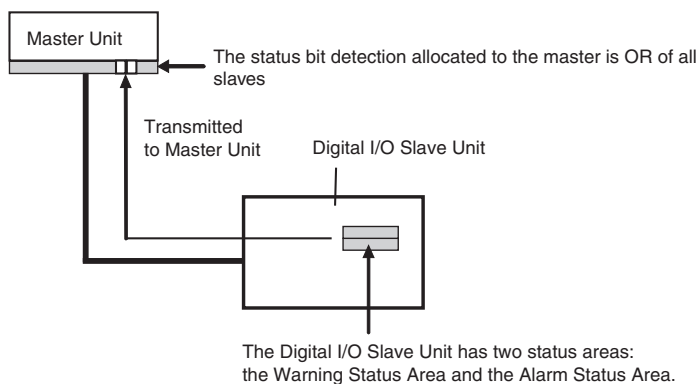 Master Unit
The status bit detection allocated to the master is OR of all
slaves
Transmitted
to Master Unit
Digital I/O Slave Unit
The Digital I/O Slave Unit has two status areas:
the Warning Status Area and the Alarm Status Area.